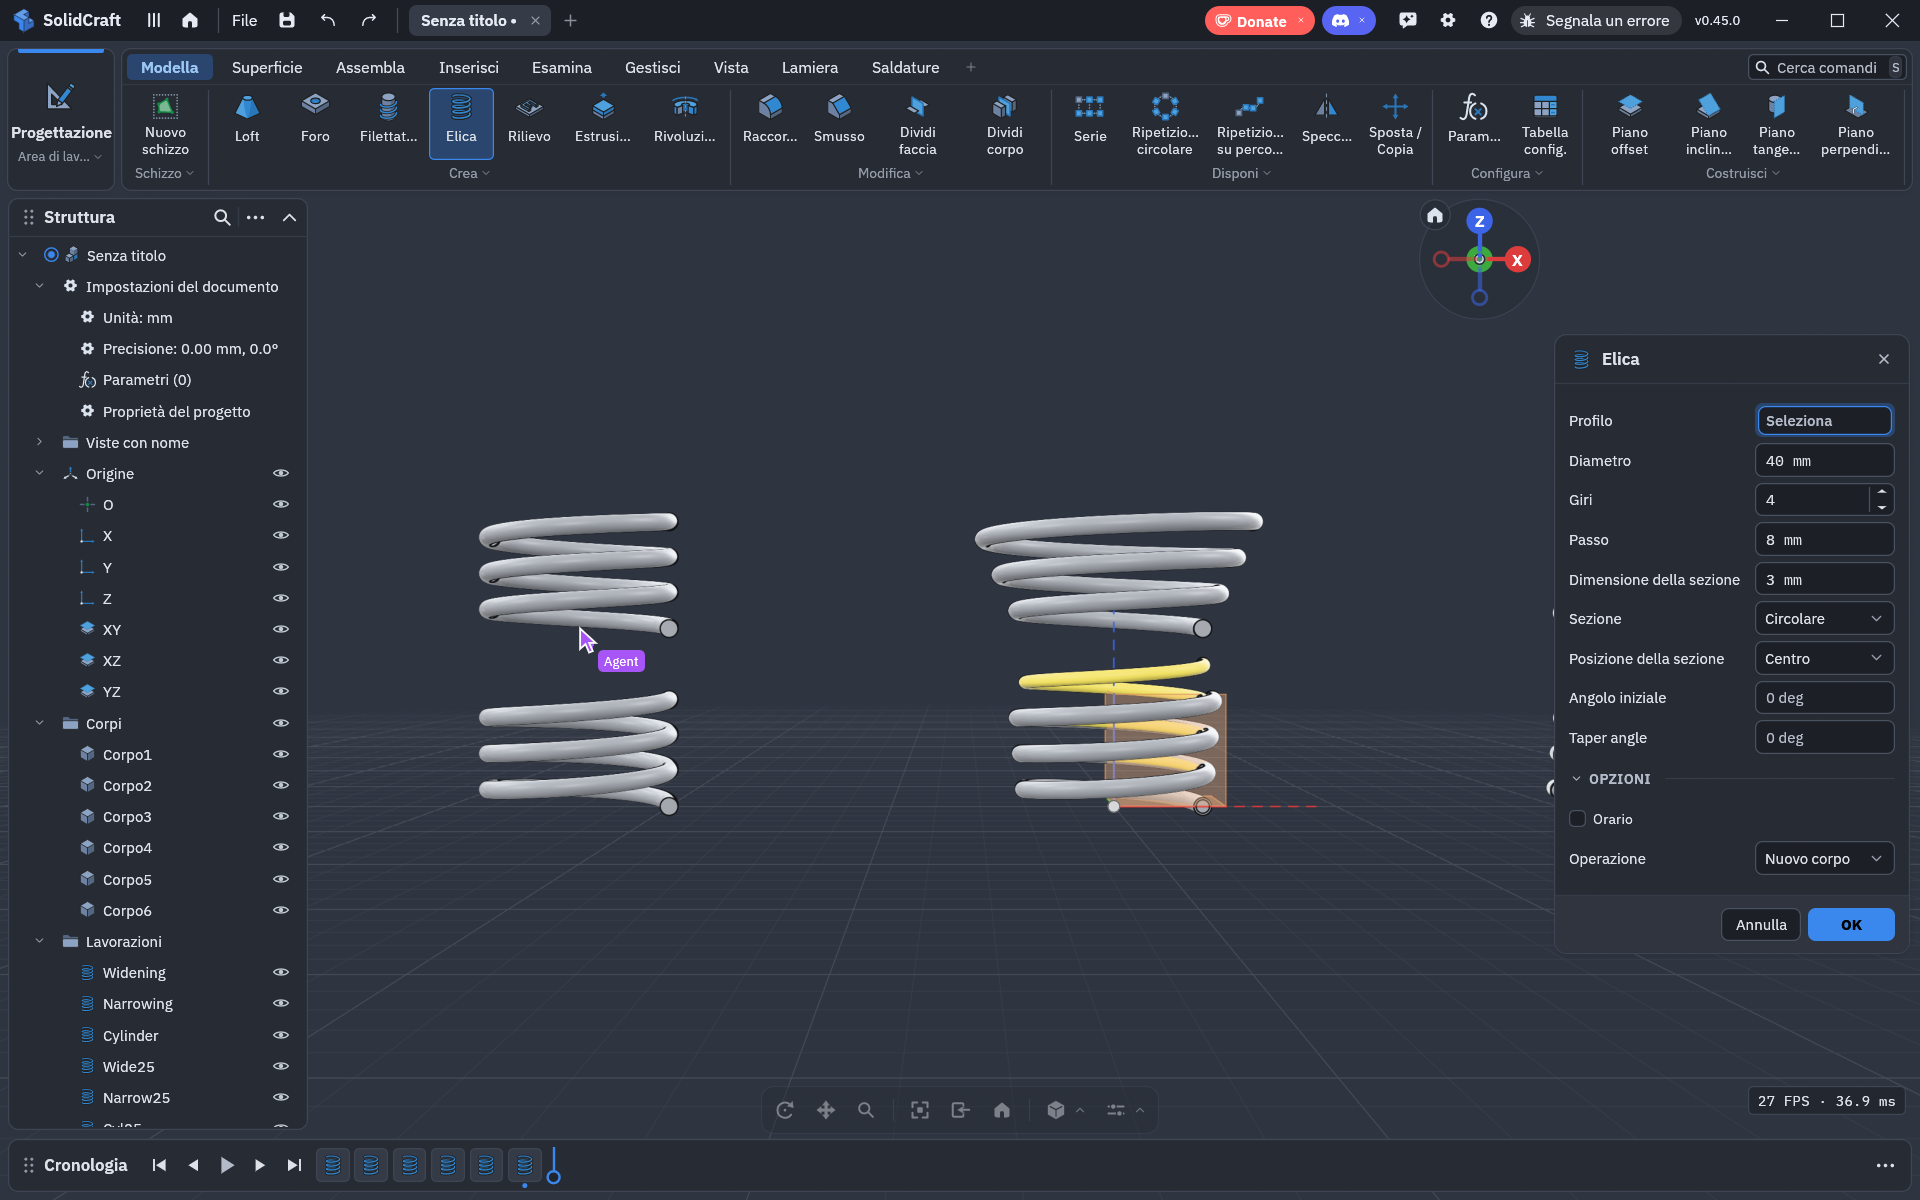 SolidCraft
File
Senza titolo •
Donate
Segnala un errore
v0.45.0
Progettazione
Area di lav...
Modella
Superficie
Assembla
Inserisci
Esamina
Gestisci
Vista
Lamiera
Saldature
Cerca comandi
S
Nuovo schizzo
Loft
Foro
Filettat...
Elica
Rilievo
Estrusi...
Rivoluzi...
Raccor...
Smusso
Dividi faccia
Dividi corpo
Serie
Ripetizio... circolare
Ripetizio... su perco...
Specc...
Sposta / Copia
Param...
Tabella config.
Piano offset
Piano inclin...
Piano tange...
Piano perpendi...
Schizzo
Crea
Modifica
Disponi
Configura
Costruisci
Struttura
Senza titolo
Impostazioni del documento
Unità: mm
Precisione: 0.00 mm, 0.0°
Parametri (0)
Proprietà del progetto
Viste con nome
Origine
O
X
Y
Z
XY
XZ
YZ
Corpi
Corpo1
Corpo2
Corpo3
Corpo4
Corpo5
Corpo6
Lavorazioni
Widening
Narrowing
Cylinder
Wide25
Narrow25
Z
X
Agent
Elica
Profilo
Seleziona
Diametro
40 mm
Giri
4
Passo
8 mm
Dimensione della sezione
3 mm
Sezione
Circolare
Posizione della sezione
Centro
Angolo iniziale
0 deg
Taper angle
0 deg
OPZIONI
Orario
Operazione
Nuovo corpo
Annulla
OK
27 FPS · 36.9 ms
Cronologia